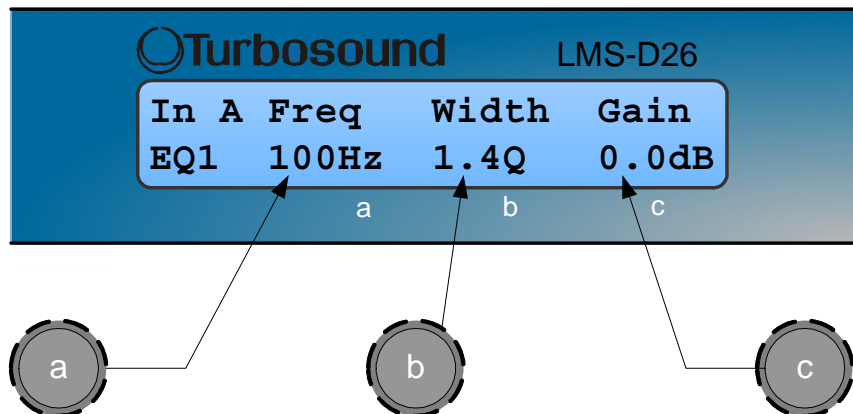 Turbosound LMS-D26
In A Freq Width Gain
EQ1 100Hz 1.4Q 0.0dB
a b c
a b c